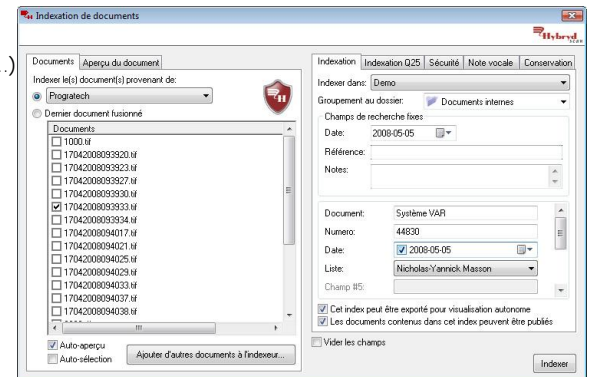 Indexation de documents
Hybryd
SCAN
.)
Documents Aperçu du document
Indexer le(s) document(s) provenant de:
Progratech
Dernier document fusionné
Documents
1000.tif
17042008093920.tif
17042008093923.tif
17042008093927.tif
17042008093930.tif
17042008093933.tif
17042008093934.tif
17042008094017.tif
17042008094021.tif
17042008094025.tif
17042008094029.tif
17042008094033.tif
17042008094037.tif
17042008094038.tif
Auto-aperçu
Auto-sélection
Ajouter d'autres documents à l'indexeur...
Indexation Indexation Q25 Sécurité Note vocale Conservation
Indexer dans: Demo
Groupement au dossier: Documents internes
Champs de recherche fixes
Date: 2008-05-05
Référence:
Notes:
Document: Système VAR
Numero: 44830
Date: 2008-05-05
Liste: Nicholas-Yannick Masson
Champ #5:
Cet index peut être exporté pour visualisation autonome
Les documents contenus dans cet index peuvent être publiés
Vider les champs
Indexer